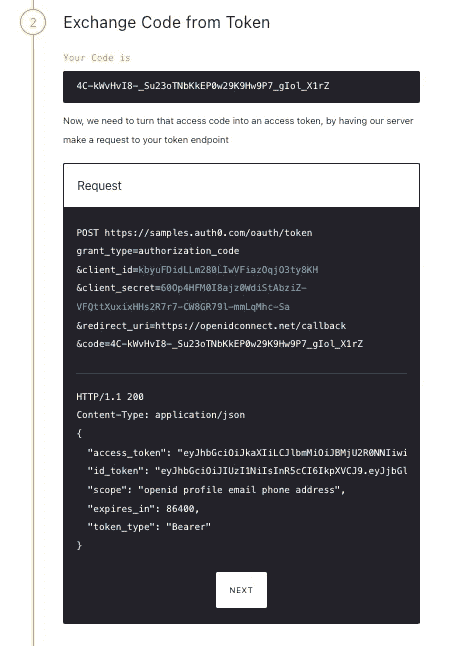 2
Exchange Code from Token
Your Code is
4C-kWvHvI8-_Su23oTNbKkEP0w29K9Hw9P7_gIol_X1rZ
Now, we need to turn that access code into an access token, by having our server
make a request to your token endpoint
Request
POST https://samples.auth0.com/oauth/token
grant_type=authorization_code
&client_id=kbyuFDidLLm280LIwVFiazOqjO3ty8KH
&client_secret=60Op4HFM0I8ajz0WdiStAbziZ-
VFQttXuxixHHs2R7r7-CW8GR79l-mmLqMhc-Sa
&redirect_uri=https://openidconnect.net/callback
&code=4C-kWvHvI8-_Su23oTNbKkEP0w29K9Hw9P7_gIol_X1rZ
HTTP/1.1 200
Content-Type: application/json
{
"access_token": "eyJhbGciOiJkaXIiLCJlbmMiOiJBMjU2R0NNIiwi
"id_token": "eyJhbGciOiJIUzI1NiIsInR5cCI6IkpXVCJ9.eyJjbGl
"scope": "openid profile email phone address",
"expires_in": 86400,
"token_type": "Bearer"
}
NEXT